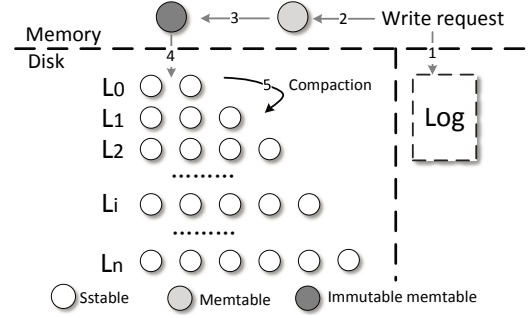 3 2 Write request
Memory
Disk
4 1
L0
5 Compaction
L1
Log
L2
.........
Li
.........
Ln
Sstable Memtable Immutable memtable